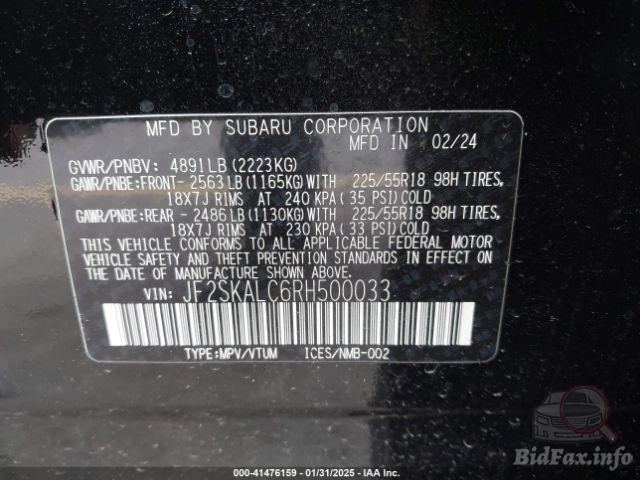 MFD BY SUBARU CORPORATION
MFD IN 02/24
GVWR/PNBV: 4891LB(2223KG)
GAWR/PNBE:FRONT- 2563LB(1165KG)WITH 225/55R18 98H TIRES,
18X7J RIMS AT 240 KPA(35 PSI)COLD
GAWR/PNBE:REAR - 2486LB(1130KG)WITH 225/55R18 98H TIRES,
18X7J RIMS AT 230 KPA(33 PSI)COLD
THIS VEHICLE CONFORMS TO ALL APPLICABLE FEDERAL MOTOR
VEHICLE SAFETY AND THEFT PREVENTION STANDARDS IN EFFECT ON
THE DATE OF MANUFACTURE SHOWN ABOVE.
VIN: JF2SKALC6RH500033
TYPE:MPV/VTUM ICES/NMB-002
BidFax.info
000-41476159 - 01/31/2025 - IAA Inc.